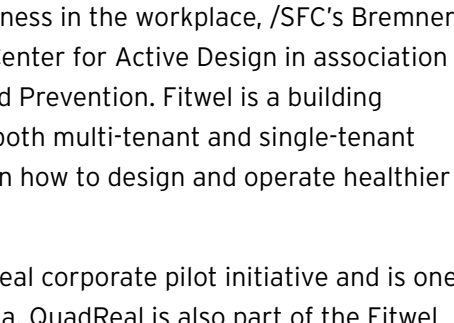 ness in the workplace, /SFC’s Bremner
enter for Active Design in association
d Prevention. Fitwel is a building
both multi-tenant and single-tenant
n how to design and operate healthier
eal corporate pilot initiative and is one
a. QuadReal is also part of the Fitwel